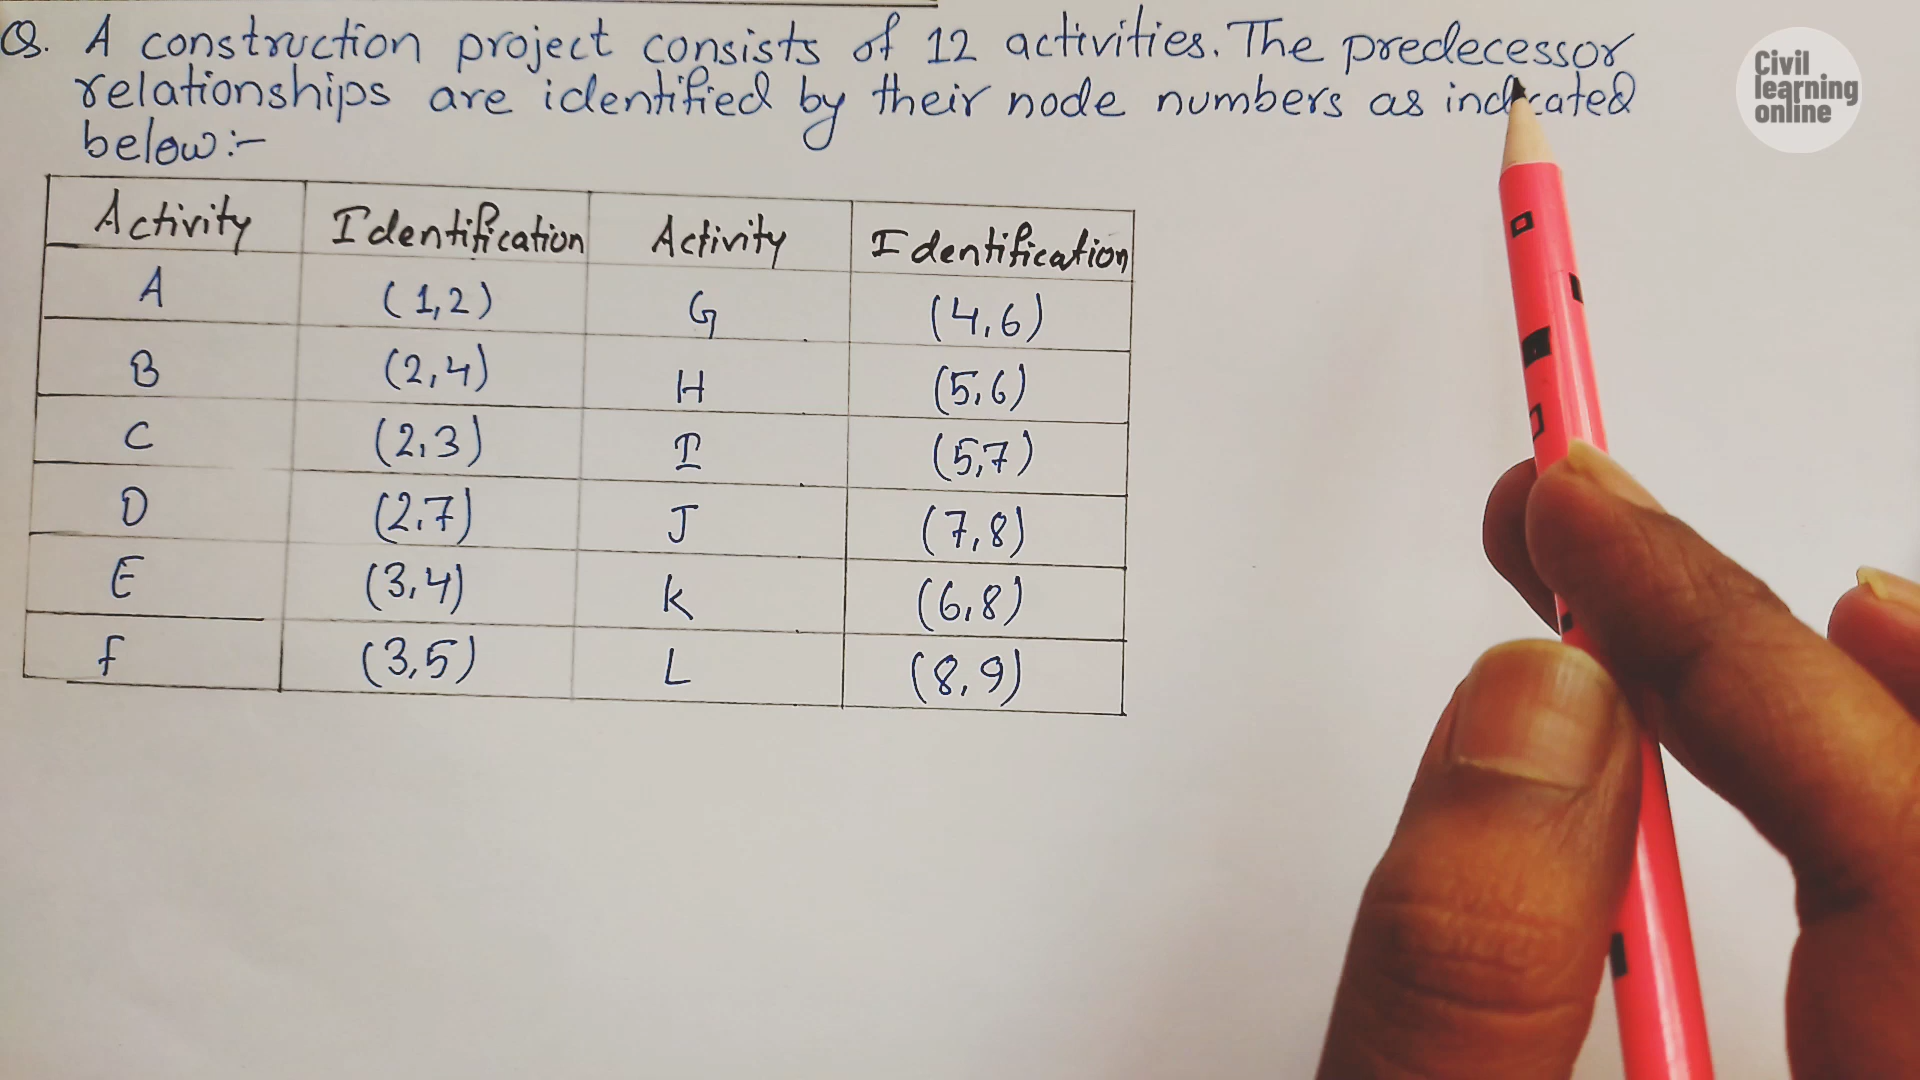 Q. A construction project consists of 12 activities. The predecessor
relationships are identified by their node numbers as indicated
below:-
Activity Identification Activity Identification
A (1,2) G (4,6)
B (2,4) H (5,6)
C (2,3) I (5,7)
D (2,7) J (7,8)
E (3,4) K (6,8)
F (3,5) L (8,9)
Civil
learning
online